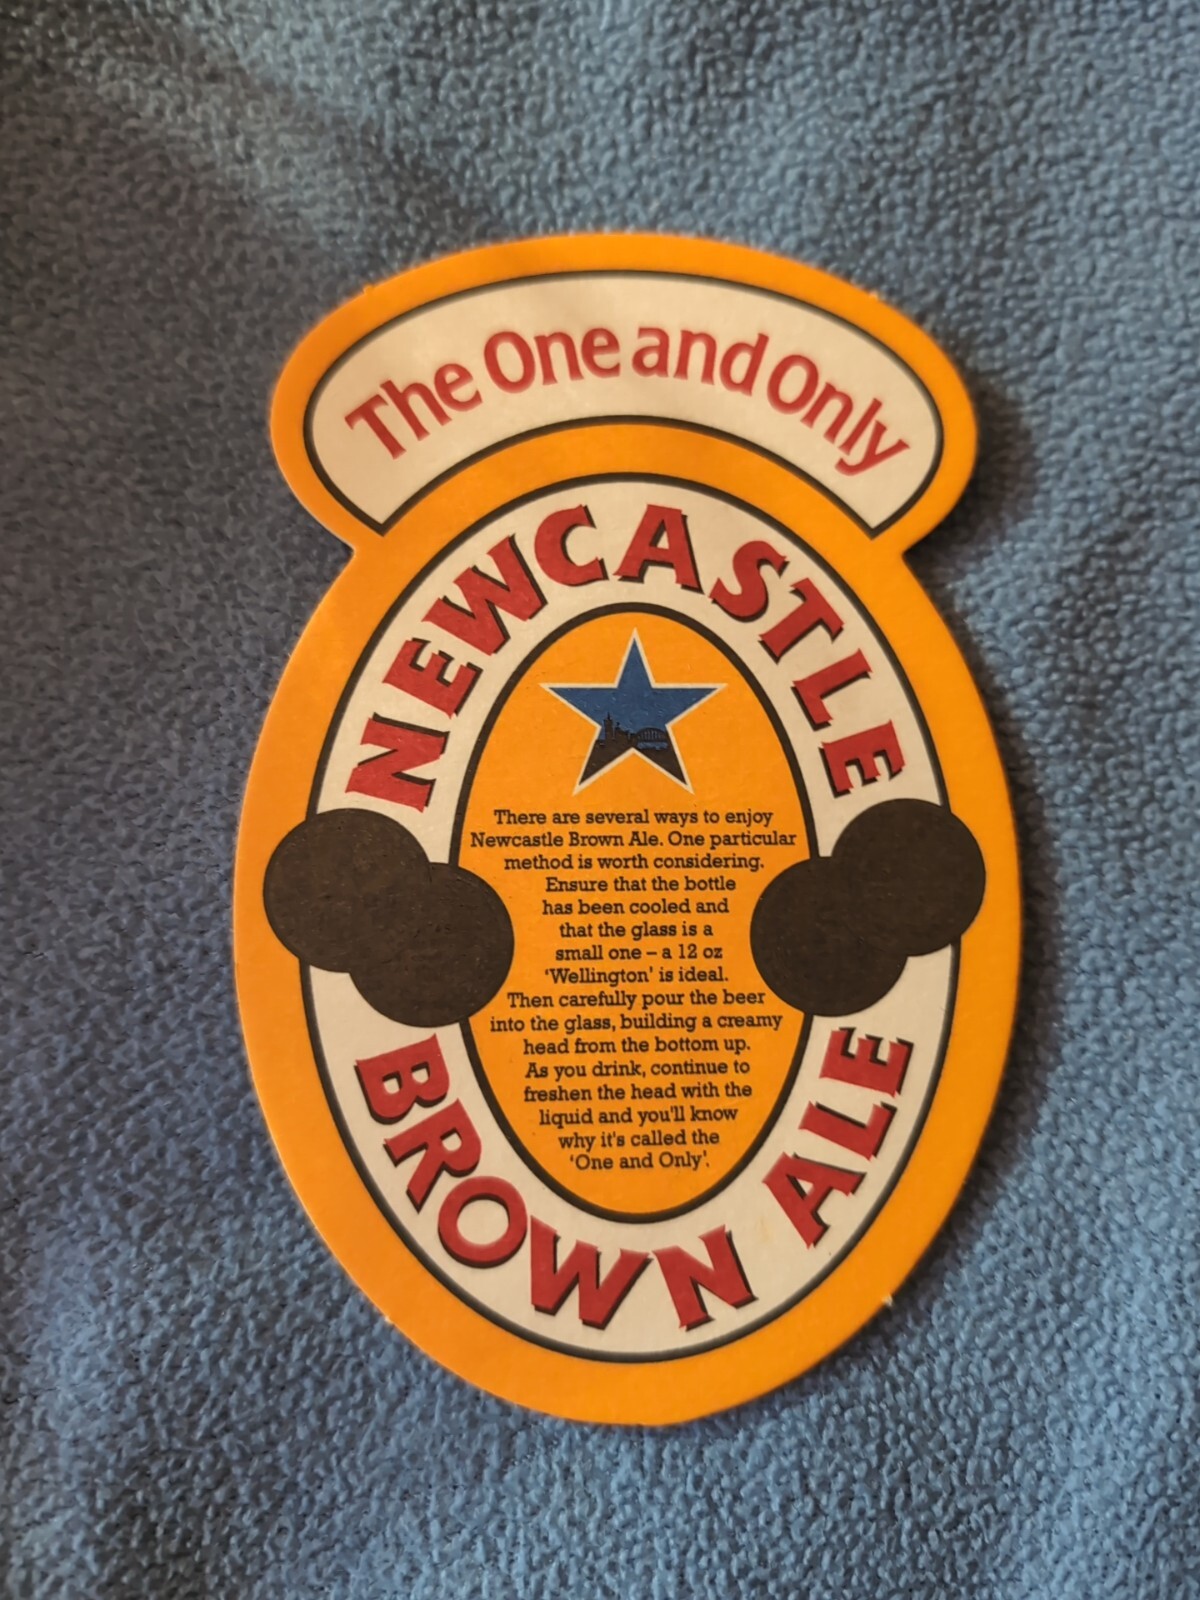 The One and Only
NEWCASTLE
There are several ways to enjoy
Newcastle Brown Ale. One particular
method is worth considering.
Ensure that the bottle
has been cooled and
that the glass is a
small one – a 12 oz
'Wellington' is ideal.
Then carefully pour the beer
into the glass, building a creamy
head from the bottom up.
As you drink, continue to
freshen the head with the
liquid and you'll know
why it's called the
'One and Only'.
BROWN ALE